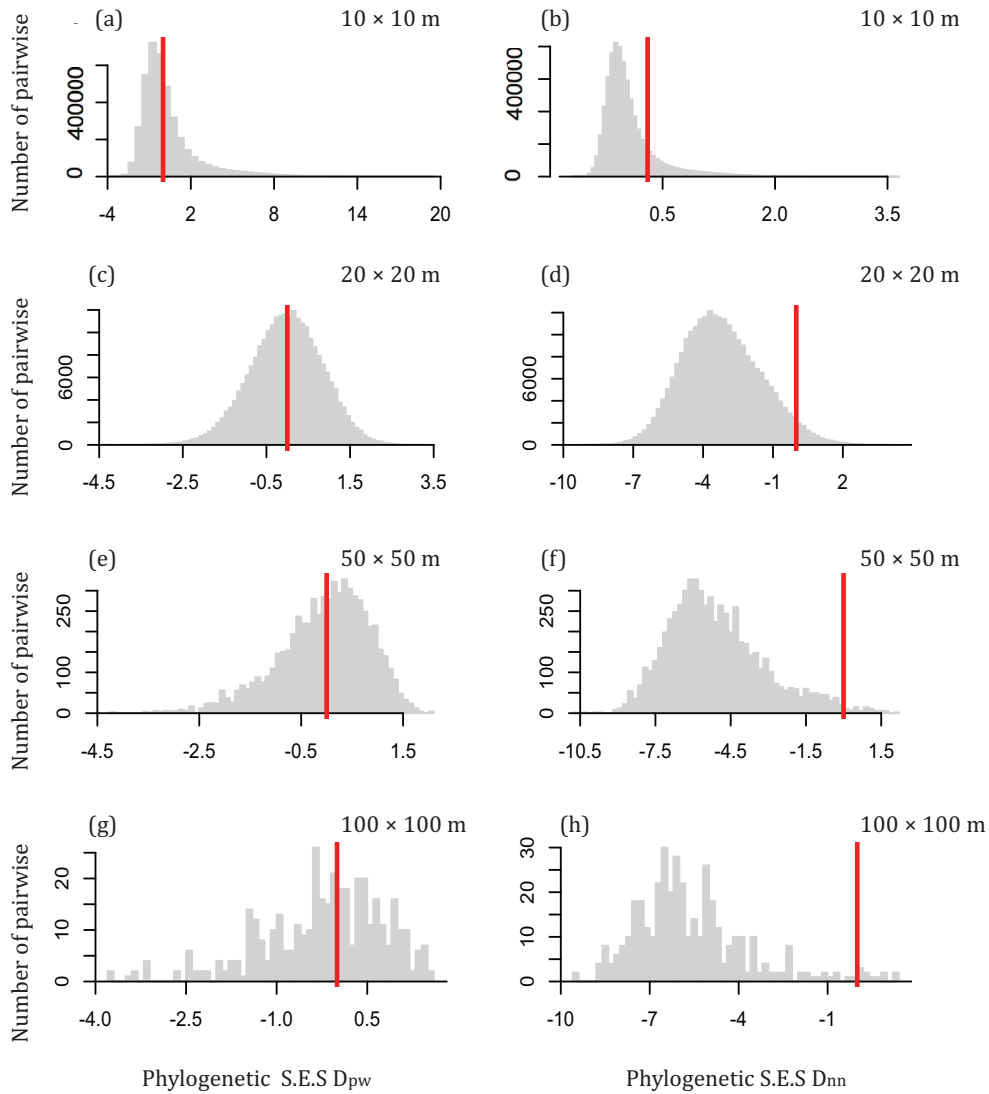 (a) 10 × 10 m (b) 10 × 10 m
Number of pairwise
0 400000
-4 2 8 14 20
0 400000
0.5 2.0 3.5
(c) 20 × 20 m (d) 20 × 20 m
Number of pairwise
0 6000
-4.5 -2.5 -0.5 1.5 3.5
0 6000
-10 -7 -4 -1 2
(e) 50 × 50 m (f) 50 × 50 m
Number of pairwise
0 100 250
-4.5 -2.5 -0.5 1.5
0 100 250
-10.5 -7.5 -4.5 -1.5 1.5
(g) 100 × 100 m (h) 100 × 100 m
Number of pairwise
0 10 20
-4.0 -2.5 -1.0 0.5
0 10 20 30
-10 -7 -4 -1
Phylogenetic S.E.S Dpw Phylogenetic S.E.S Dnn